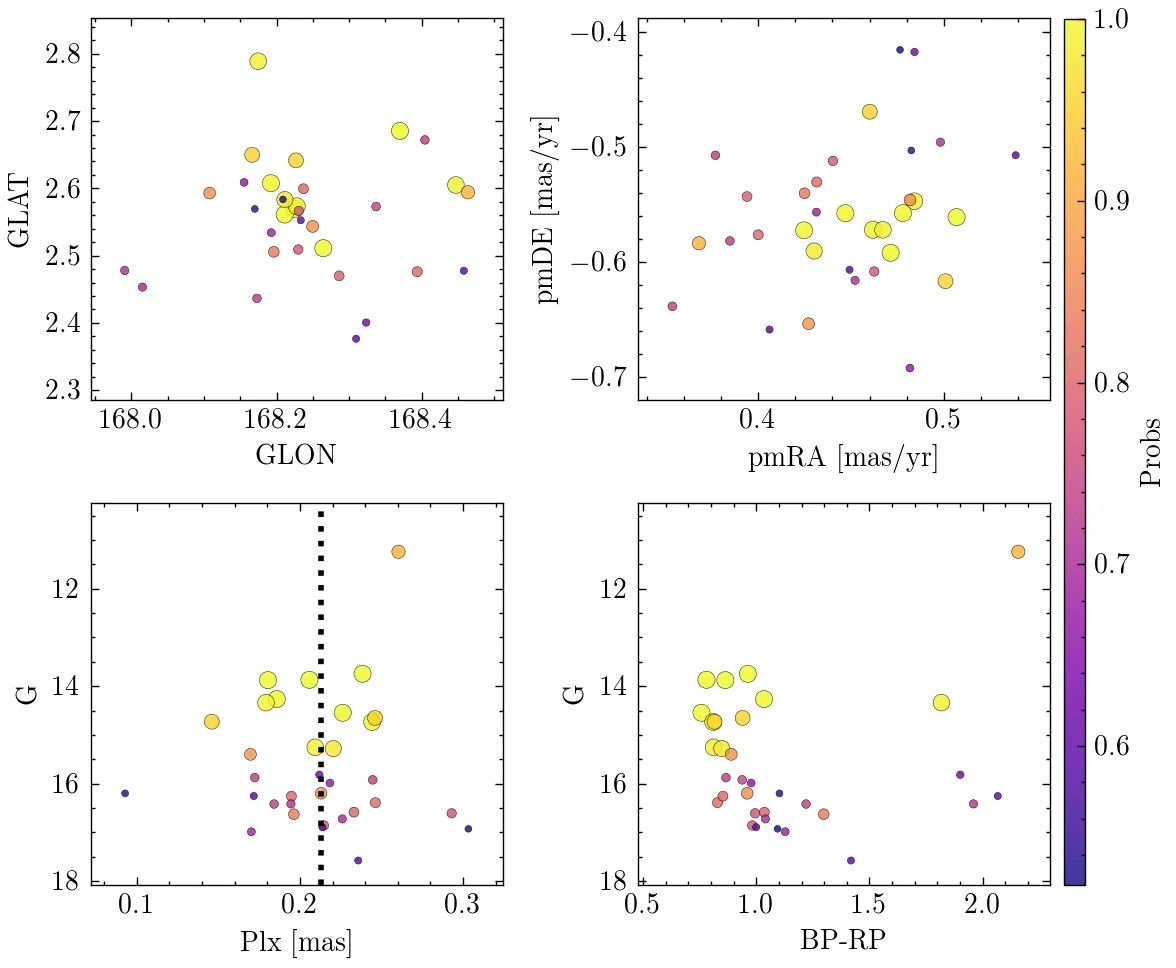 2.8
2.7
2.6
2.5
2.4
2.3
GLAT
168.0 168.2 168.4
GLON
−0.4
−0.5
−0.6
−0.7
pmDE [mas/yr]
0.4 0.5
pmRA [mas/yr]
1.0
0.9
0.8
0.7
0.6
Probs
12
14
16
18
G
0.1 0.2 0.3
Plx [mas]
12
14
16
18
G
0.5 1.0 1.5 2.0
BP-RP